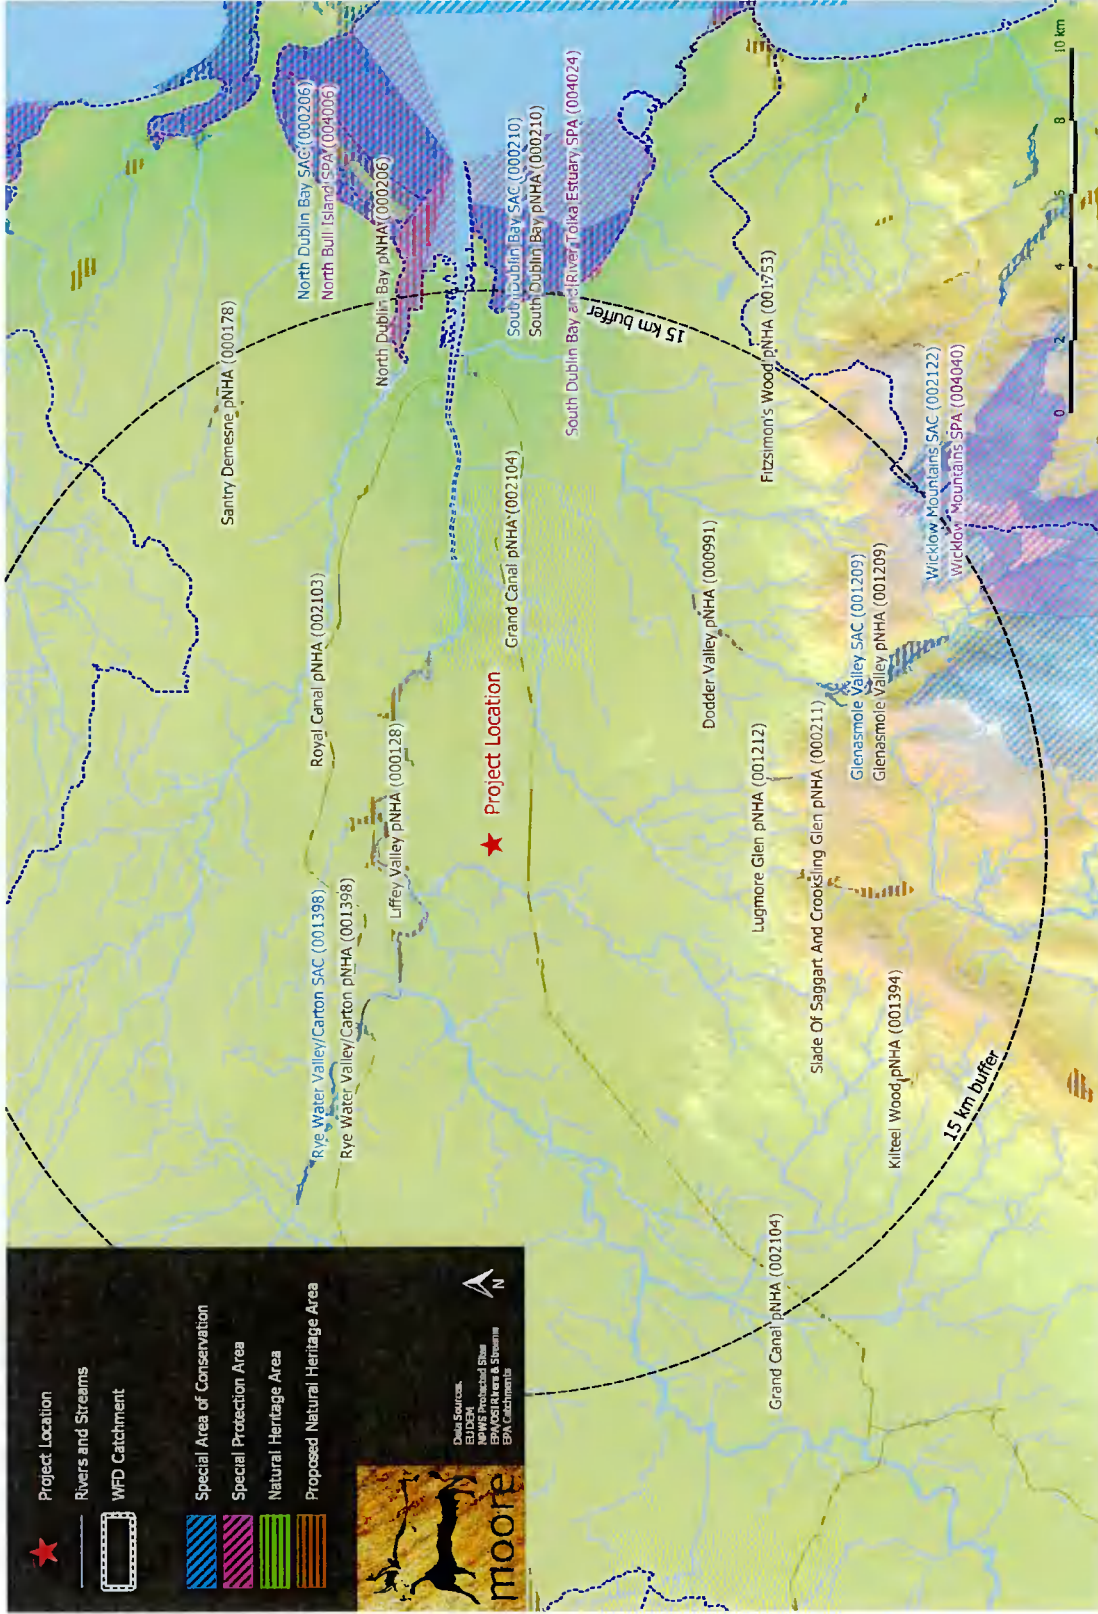 Project Location
Rivers and Streams
WFD Catchment
Special Area of Conservation
Special Protection Area
Natural Heritage Area
Proposed Natural Heritage Area
Data Sources.
EU DEM
NPWS Protected Sites
EPA/OSI Rivers & Streams
EPA Catchments
N
moore
Santry Demesne pNHA (000178)
North Dublin Bay SAC (000206)
North Bull Island SPA (004006)
North Dublin Bay pNHA (000206)
Royal Canal pNHA (002103)
Rye Water Valley/Carton SAC (001398)
Rye Water Valley/Carton pNHA (001398)
Liffey Valley pNHA (000128)
Project Location
Grand Canal pNHA (002104)
South Dublin Bay SAC (000210)
South Dublin Bay pNHA (000210)
South Dublin Bay and River Tolka Estuary SPA (004024)
15 km buffer
Dodder Valley pNHA (000991)
Fitzsimon's Wood pNHA (001753)
Lugmore Glen pNHA (001212)
Slade Of Saggart And Crooksling Glen pNHA (000211)
Glenasmole Valley SAC (001209)
Glenasmole Valley pNHA (001209)
Wicklow Mountains SAC (002122)
Wicklow Mountains SPA (004040)
Kilteel Wood pNHA (001394)
Grand Canal pNHA (002104)
15 km buffer
0 2 4 6 8 10 km